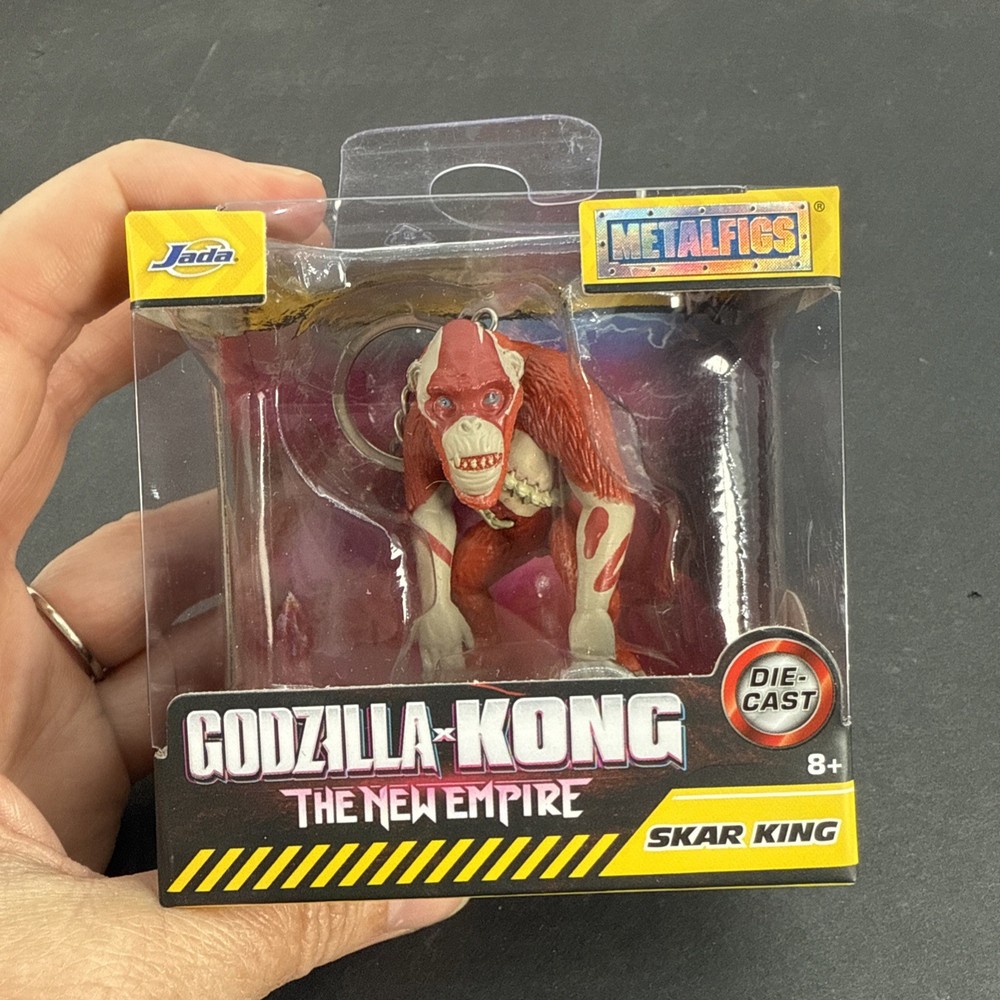 Jada
METALFIGS®
DIE-
CAST
GODZILLA x KONG
THE NEW EMPIRE
8+
SKAR KING